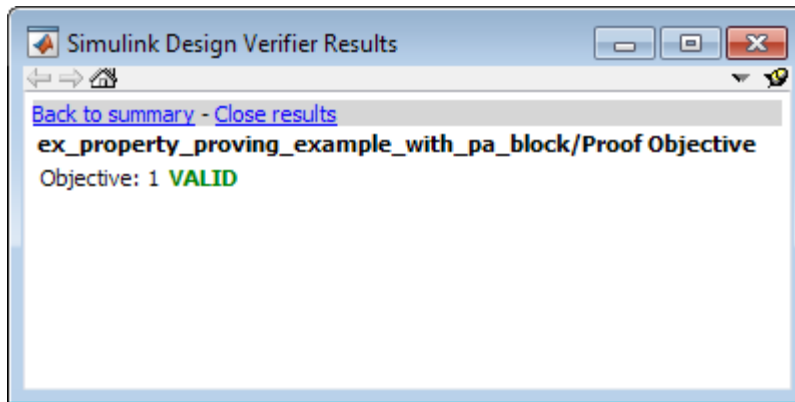 Simulink Design Verifier Results
Back to summary - Close results
ex_property_proving_example_with_pa_block/Proof Objective
Objective: 1 VALID